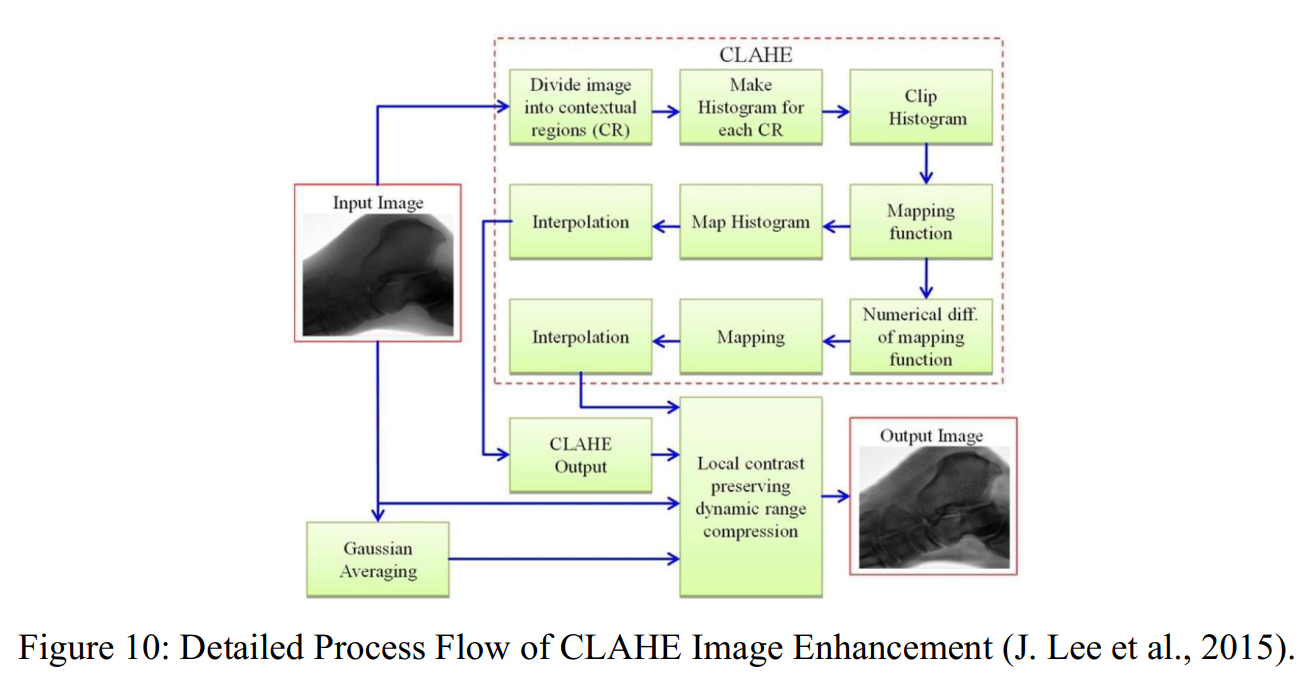 CLAHE
Divide image
into contextual
regions (CR)
Make
Histogram for
each CR
Clip
Histogram
Input Image
Interpolation
Map Histogram
Mapping
function
Interpolation
Mapping
Numerical diff.
of mapping
function
CLAHE
Output
Local contrast
preserving
dynamic range
compression
Output Image
Gaussian
Averaging
Figure 10: Detailed Process Flow of CLAHE Image Enhancement (J. Lee et al., 2015).